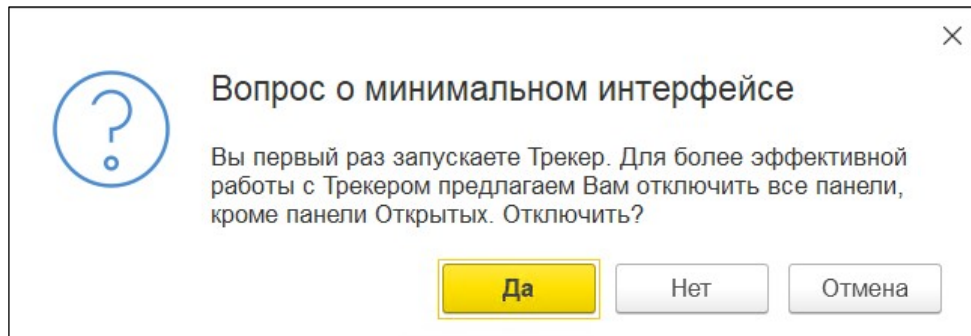 Вопрос о минимальном интерфейсе
Вы первый раз запускаете Трекер. Для более эффективной
работы с Трекером предлагаем Вам отключить все панели,
кроме панели Открытых. Отключить?
Да Нет Отмена